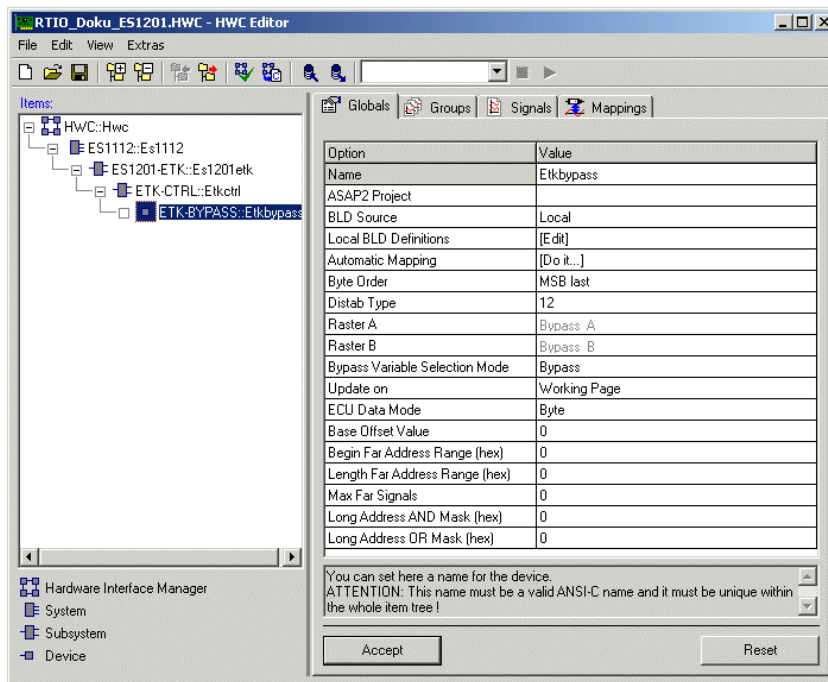 RTIO_Doku_ES1201.HWC - HWC Editor
File Edit View Extras
Items:
HWC::Hwc
ES1112::Es1112
ES1201-ETK::Es1201etk
ETK-CTRL::Etkctrl
ETK-BYPASS::Etkbypass
Hardware Interface Manager
System
Subsystem
Device
Globals Groups Signals Mappings
Option Value
Name Etkbypass
ASAP2 Project
BLD Source Local
Local BLD Definitions [Edit]
Automatic Mapping [Do it...]
Byte Order MSB last
Distab Type 12
Raster A Bypass_A
Raster B Bypass_B
Bypass Variable Selection Mode Bypass
Update on Working Page
ECU Data Mode Byte
Base Offset Value 0
Begin Far Address Range (hex) 0
Length Far Address Range (hex) 0
Max Far Signals 0
Long Address AND Mask (hex) 0
Long Address OR Mask (hex) 0
You can set here a name for the device.
ATTENTION: This name must be a valid ANSI-C name and it must be unique within
the whole item tree !
Accept Reset